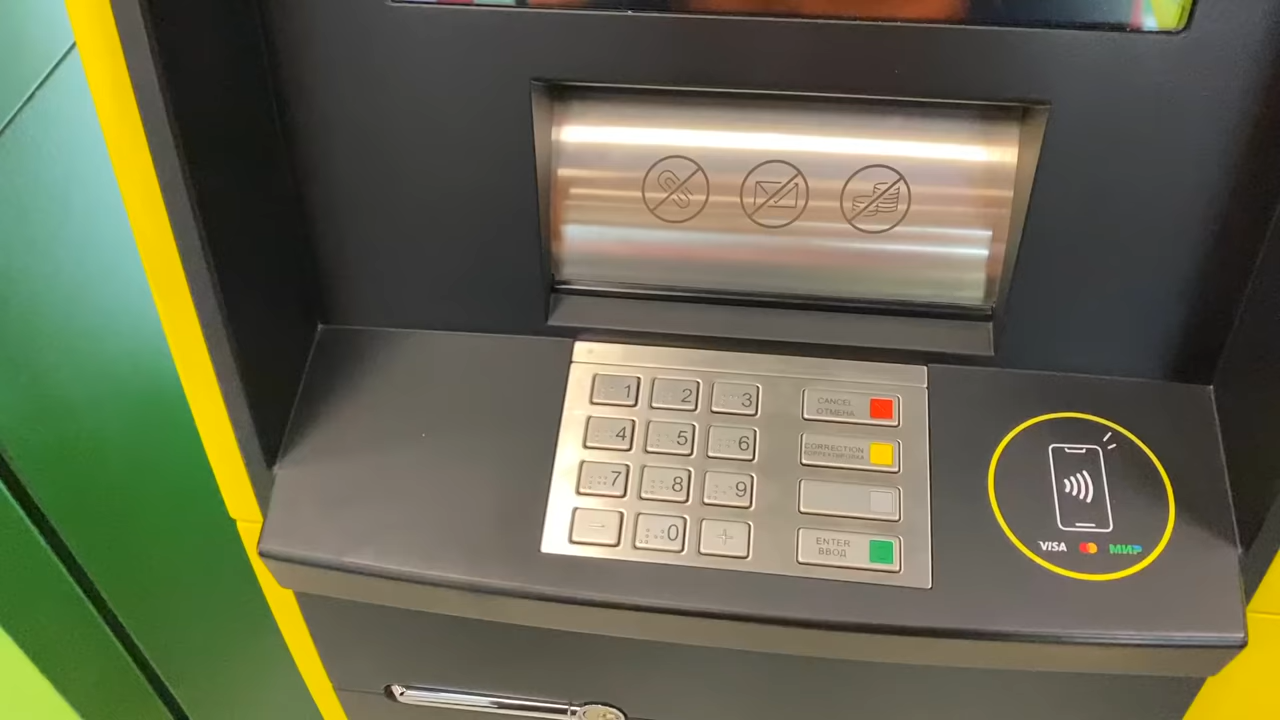 1 2 3
CANCEL
ОТМЕНА
4 5 6
CORRECTION
КОРРЕКТИРОВКА
7 8 9
— 0 +
ENTER
ВВОД
VISA
МИР